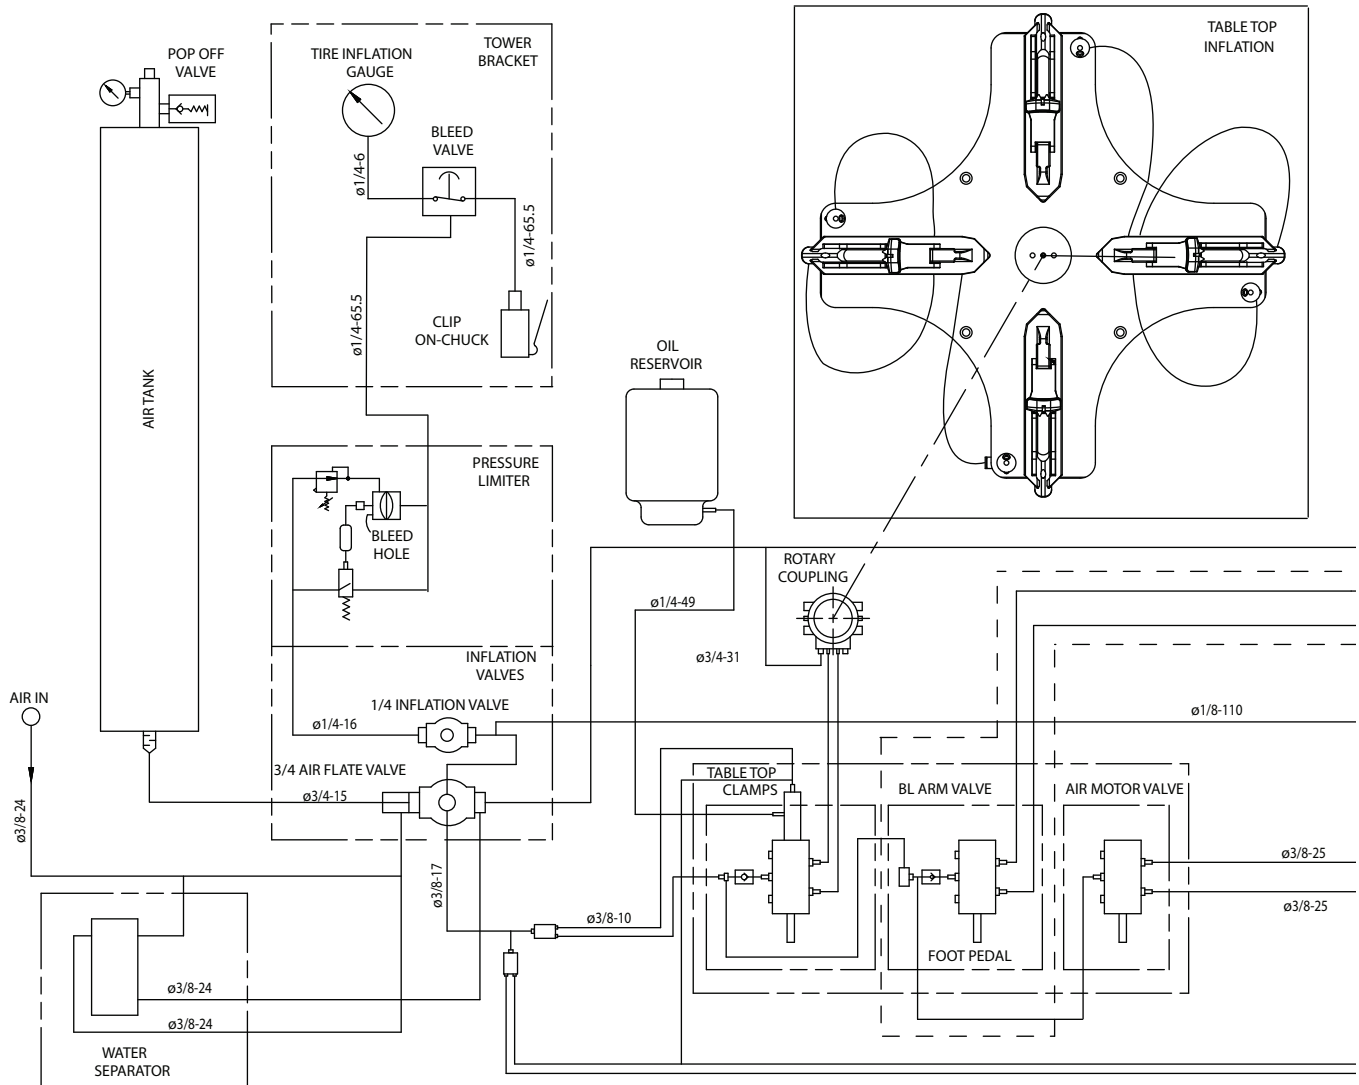 POP OFF
VALVE
AIR TANK
TOWER
BRACKET
TIRE INFLATION
GAUGE
BLEED
VALVE
ø1/4-6
ø1/4-65.5
ø1/4-65.5
CLIP
ON-CHUCK
TABLE TOP
INFLATION
OIL
RESERVOIR
PRESSURE
LIMITER
BLEED
HOLE
ROTARY
COUPLING
ø1/4-49
ø3/4-31
INFLATION
VALVES
1/4 INFLATION VALVE
ø1/4-16
ø1/8-110
AIR IN
ø3/8-24
3/4 AIR FLATE VALVE
ø3/4-15
TABLE TOP
CLAMPS
BL ARM VALVE
AIR MOTOR VALVE
ø3/8-17
ø3/8-10
ø3/8-25
ø3/8-25
FOOT PEDAL
ø3/8-24
ø3/8-24
WATER
SEPARATOR